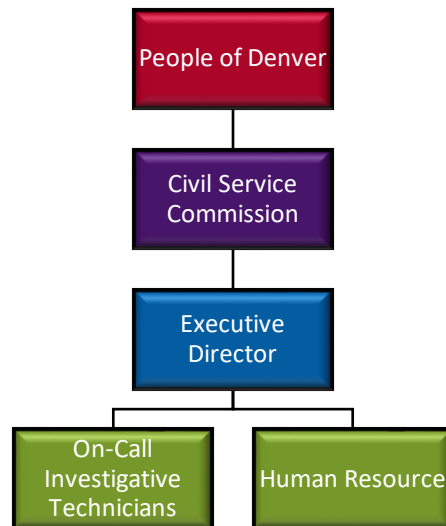 People of Denver
Civil Service
Commission
Executive
Director
On-Call
Investigative
Technicians
Human Resource